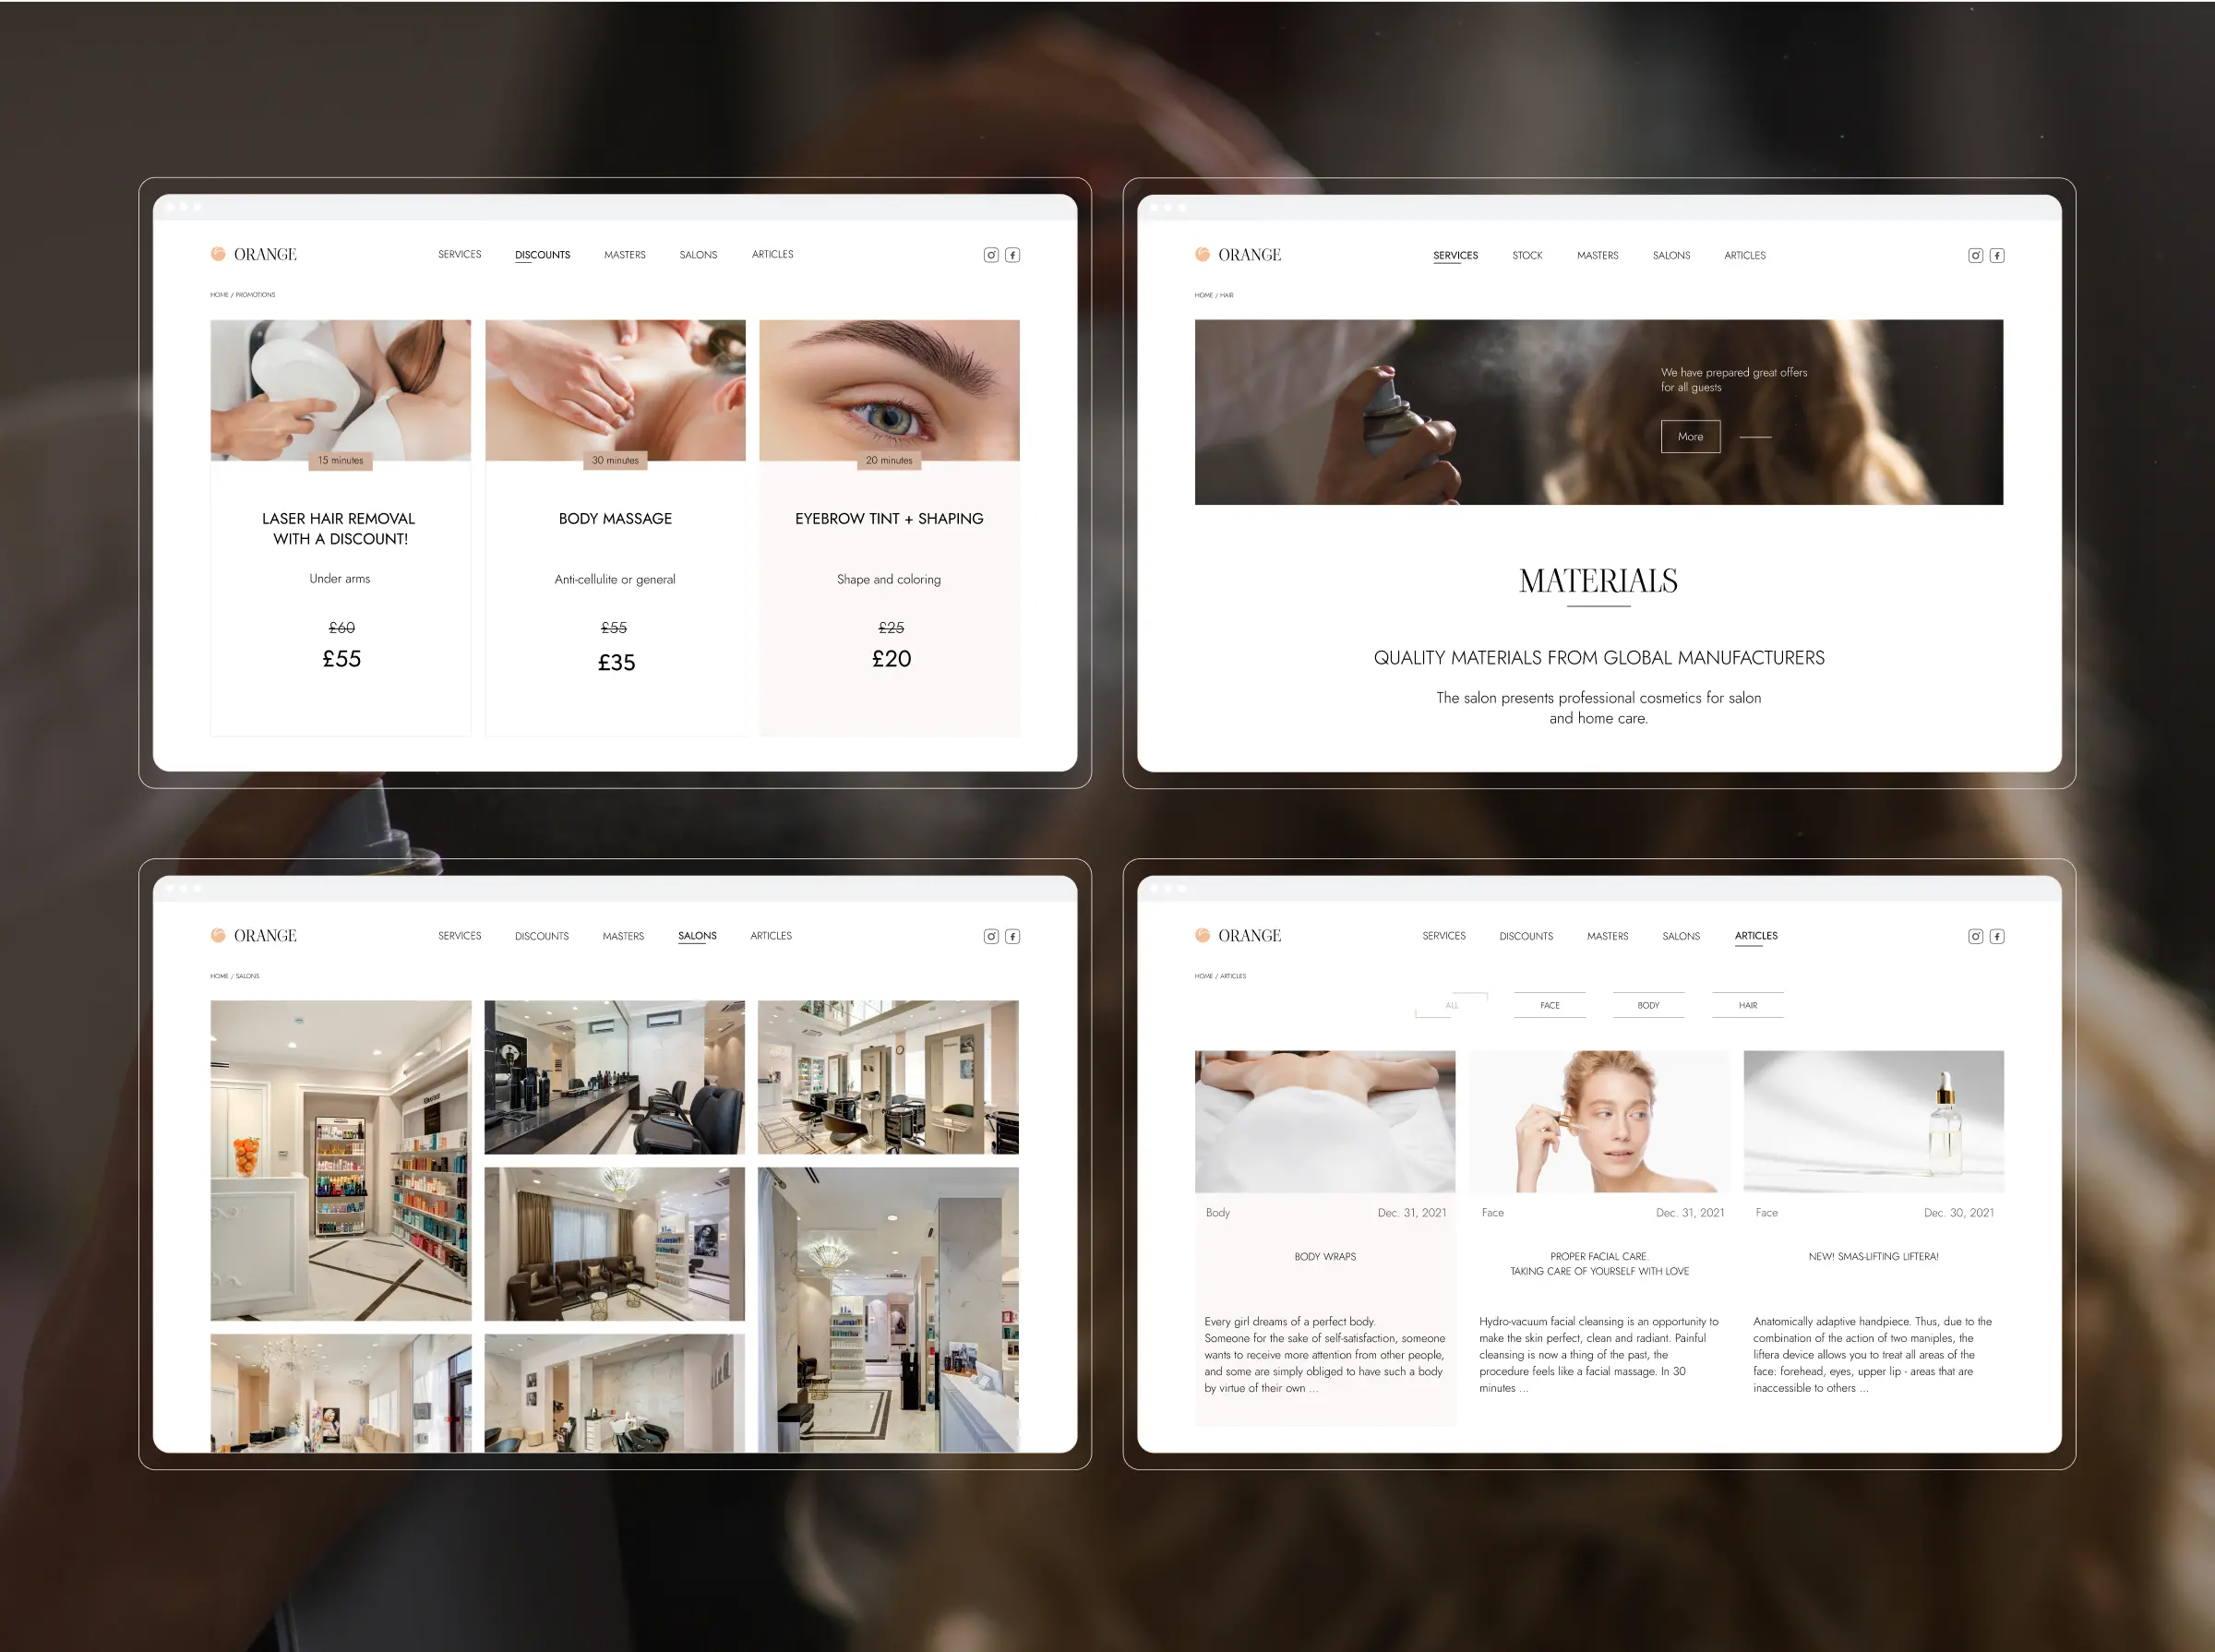 ORANGE
SERVICES DISCOUNTS MASTERS SALONS ARTICLES
HOME / PROMOTIONS
15 minutes
LASER HAIR REMOVAL
WITH A DISCOUNT!
Under arms
£60
£55
30 minutes
BODY MASSAGE
Anti-cellulite or general
£55
£35
20 minutes
EYEBROW TINT + SHAPING
Shape and coloring
£25
£20
ORANGE
SERVICES STOCK MASTERS SALONS ARTICLES
HOME / HAIR
We have prepared great offers
for all guests
More
MATERIALS
QUALITY MATERIALS FROM GLOBAL MANUFACTURERS
The salon presents professional cosmetics for salon
and home care.
ORANGE
SERVICES DISCOUNTS MASTERS SALONS ARTICLES
HOME / SALONS
ORANGE
SERVICES DISCOUNTS MASTERS SALONS ARTICLES
HOME / ARTICLES
ALL FACE BODY HAIR
Body Dec. 31, 2021
BODY WRAPS
Every girl dreams of a perfect body.
Someone for the sake of self-satisfaction, someone
wants to receive more attention from other people,
and some are simply obliged to have such a body
by virtue of their own ...
Face Dec. 31, 2021
PROPER FACIAL CARE.
TAKING CARE OF YOURSELF WITH LOVE
Hydro-vacuum facial cleansing is an opportunity to
make the skin perfect, clean and radiant. Painful
cleansing is now a thing of the past, the
procedure feels like a facial massage. In 30
minutes ...
Face Dec. 30, 2021
NEW! SMAS-LIFTING LIFTERA!
Anatomically adaptive handpiece. Thus, due to the
combination of the action of two maniples, the
liftera device allows you to treat all areas of the
face: forehead, eyes, upper lip - areas that are
inaccessible to others ...